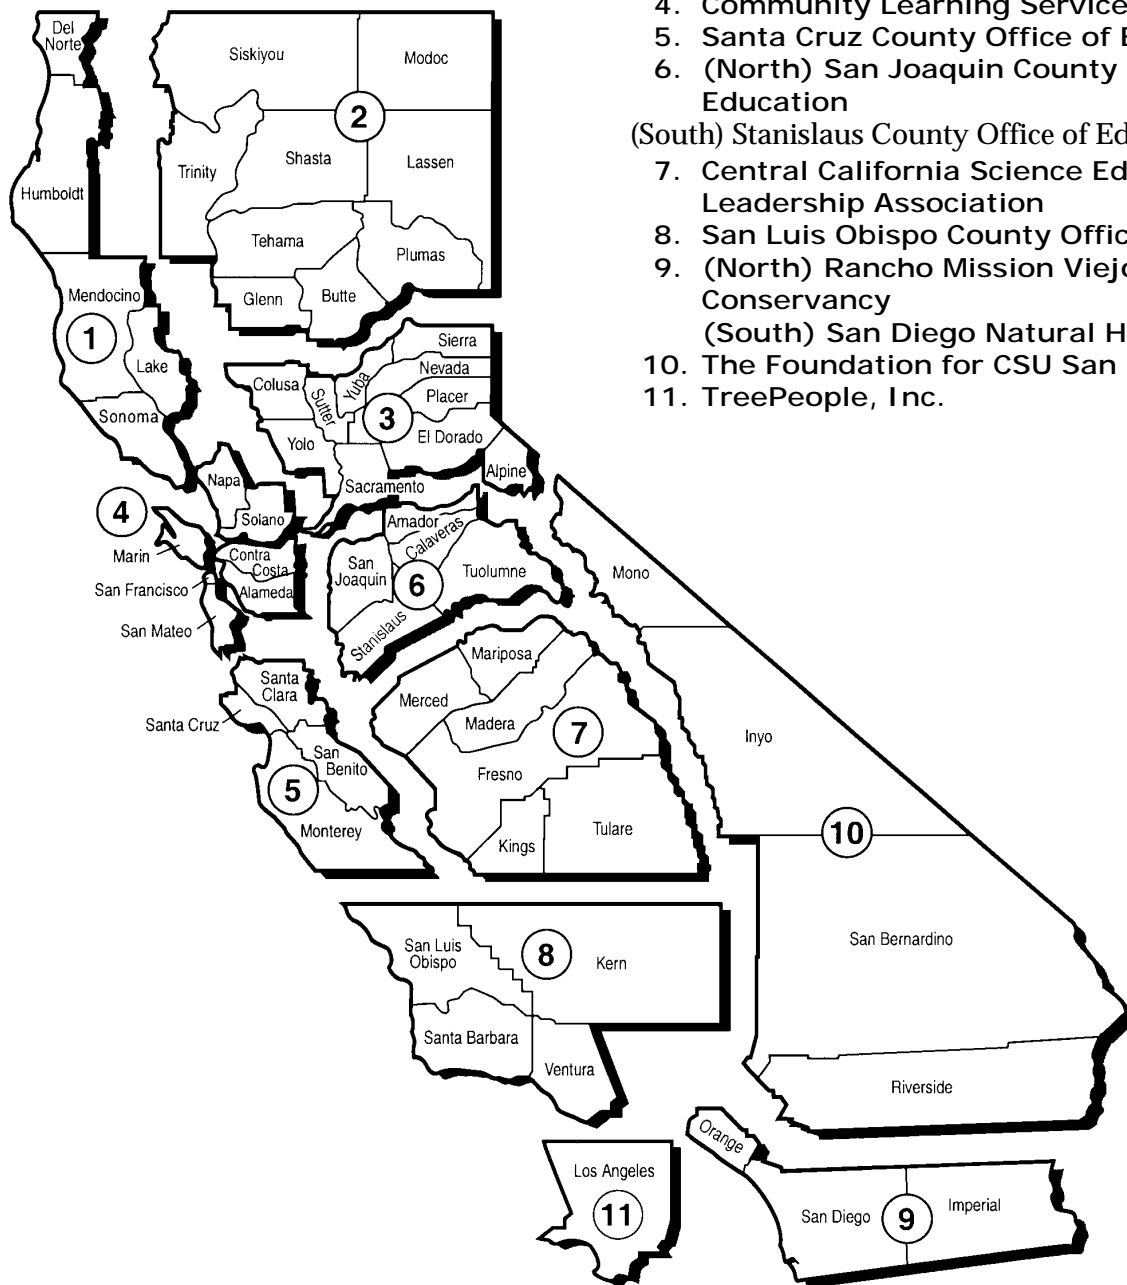 4. Community Learning Service
5. Santa Cruz County Office of E
6. (North) San Joaquin County
Education
(South) Stanislaus County Office of Ed
7. Central California Science Ed
Leadership Association
8. San Luis Obispo County Offic
9. (North) Rancho Mission Viejo
Conservancy
(South) San Diego Natural H
10. The Foundation for CSU San
11. TreePeople, Inc.
Del
Norte
Siskiyou
Modoc
2
Trinity
Shasta
Lassen
Humboldt
Tehama
Plumas
Glenn
Butte
Mendocino
1
Lake
Sonoma
Sierra
Nevada
Colusa
Sutter
Yuba
Placer
3
Yolo
El Dorado
Alpine
Sacramento
Napa
Solano
4
Marin
Contra
Costa
San Francisco
Alameda
San Mateo
Amador
Calaveras
San
Joaquin
6
Tuolumne
Stanislaus
Mono
Mariposa
Santa
Clara
Merced
Santa Cruz
Madera
7
Inyo
San
Benito
Fresno
5
Monterey
Kings
Tulare
10
San Luis
Obispo
8
Kern
San Bernardino
Santa Barbara
Ventura
Riverside
Orange
Los Angeles
11
San Diego
9
Imperial